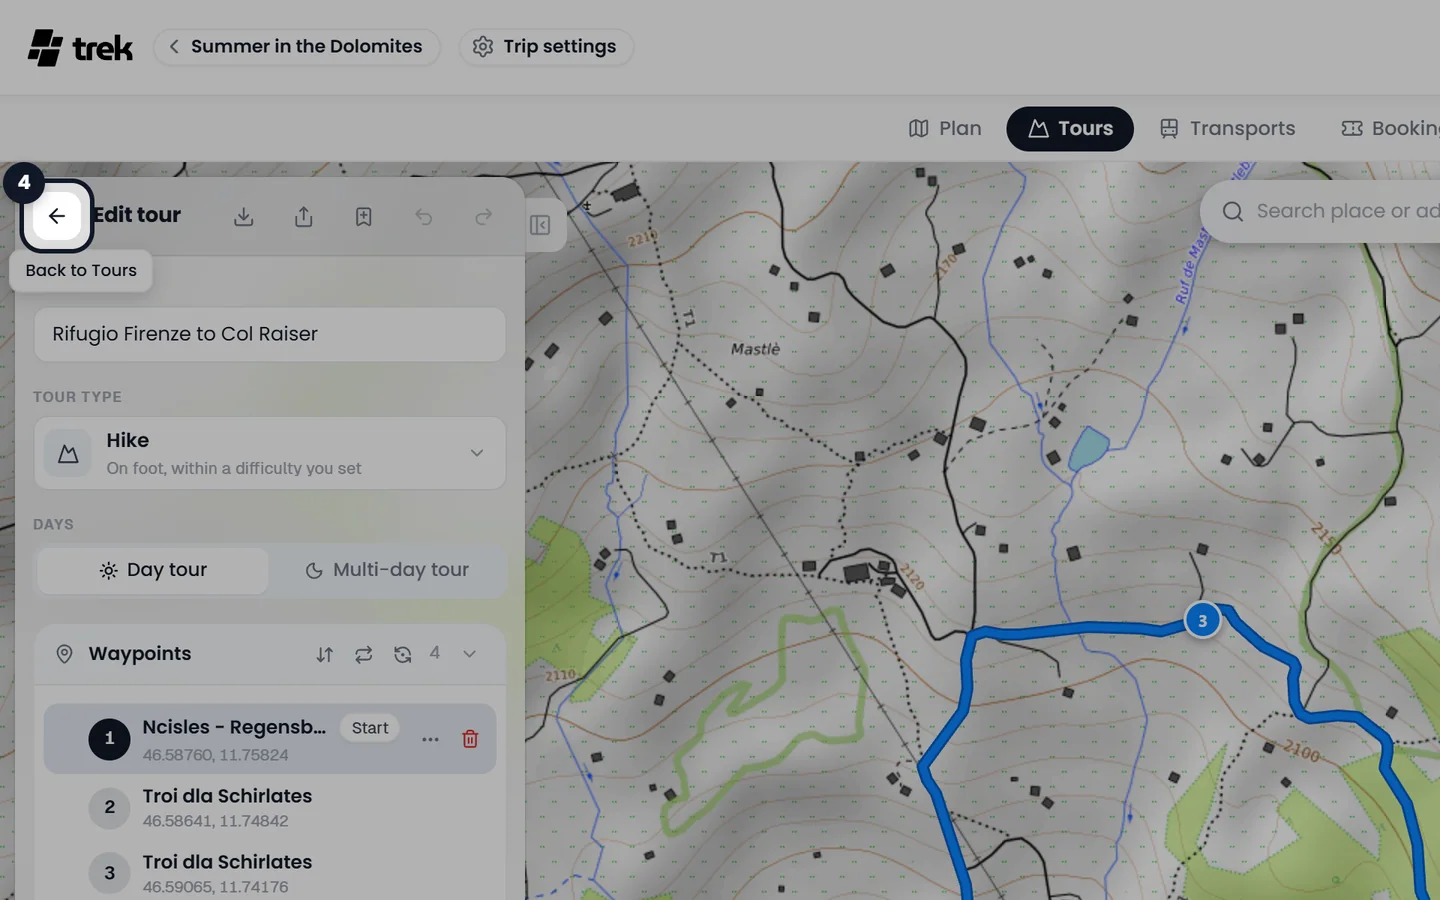 trek
Summer in the Dolomites
Trip settings
Plan
Tours
Transports
Booking
4
Edit tour
Back to Tours
Search place or ad
Rifugio Firenze to Col Raiser
TOUR TYPE
Hike
On foot, within a difficulty you set
DAYS
Day tour
Multi-day tour
Waypoints
4
1
Ncisles - Regensb...
Start
46.58760, 11.75824
2
Troi dla Schirlates
46.58641, 11.74842
3
Troi dla Schirlates
46.59065, 11.74176
2210
2170
Ruf de Mast
T1
Mastlè
T1
2120
2150
3
2110
2100